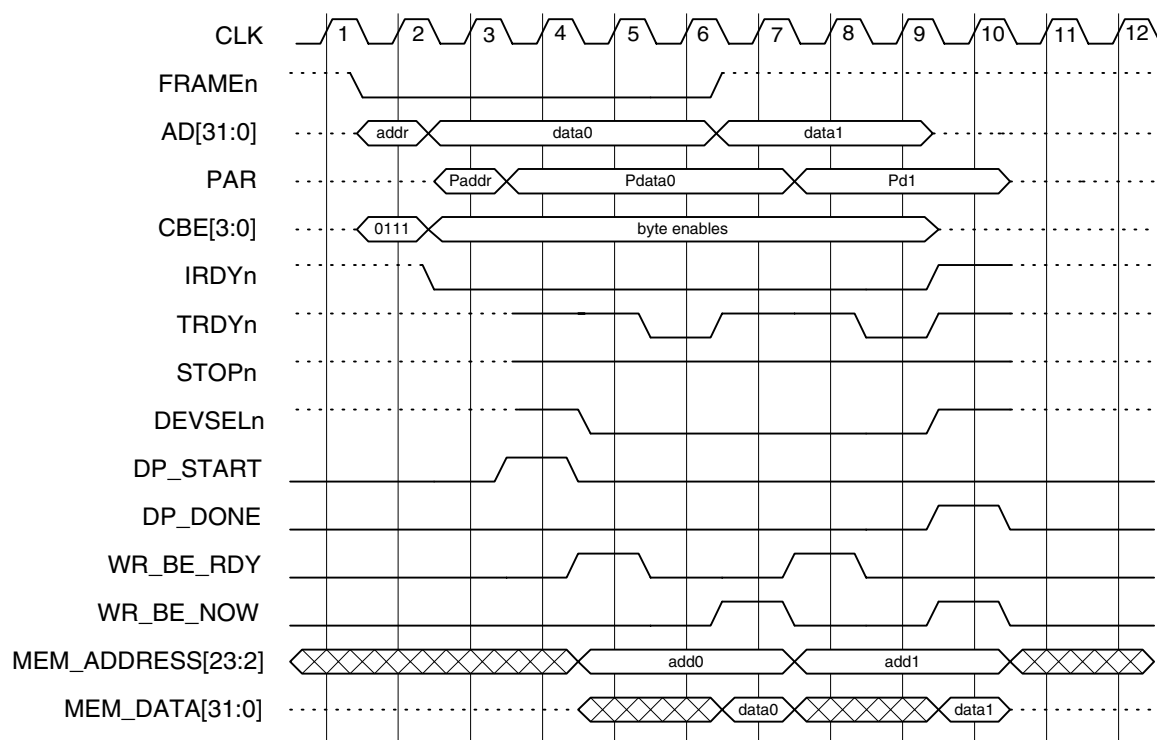 CLK 1 2 3 4 5 6 7 8 9 10 11 12
FRAMEn
AD[31:0] addr data0 data1
PAR Paddr Pdata0 Pd1
CBE[3:0] 0111 byte enables
IRDYn
TRDYn
STOPn
DEVSELn
DP_START
DP_DONE
WR_BE_RDY
WR_BE_NOW
MEM_ADDRESS[23:2] add0 add1
MEM_DATA[31:0] data0 data1